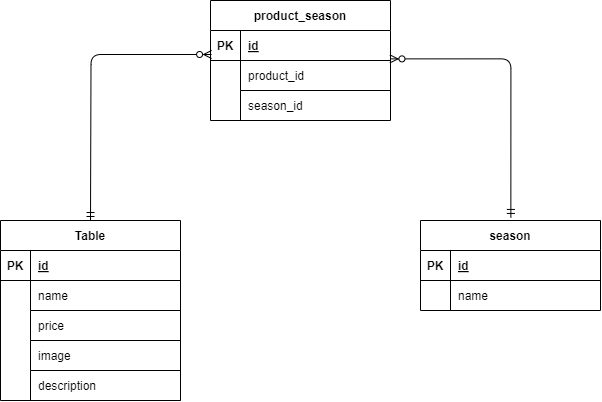 product_season
PK id
product_id
season_id
Table
PK id
name
price
image
description
season
PK id
name